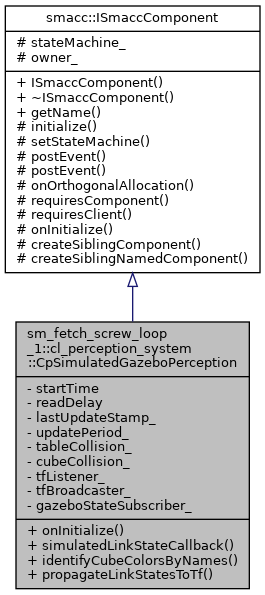 smacc::ISmaccComponent
# stateMachine_
# owner_
+ ISmaccComponent()
+ ~ISmaccComponent()
+ getName()
# initialize()
# setStateMachine()
# postEvent()
# postEvent()
# onOrthogonalAllocation()
# requiresComponent()
# requiresClient()
# onInitialize()
# createSiblingComponent()
# createSiblingNamedComponent()
sm_fetch_screw_loop
_1::cl_perception_system
::CpSimulatedGazeboPerception
- startTime
- readDelay
- lastUpdateStamp_
- updatePeriod_
- tableCollision_
- cubeCollision_
- tfListener_
- tfBroadcaster_
- gazeboStateSubscriber_
+ onInitialize()
+ simulatedLinkStateCallback()
+ identifyCubeColorsByNames()
+ propagateLinkStatesToTf()